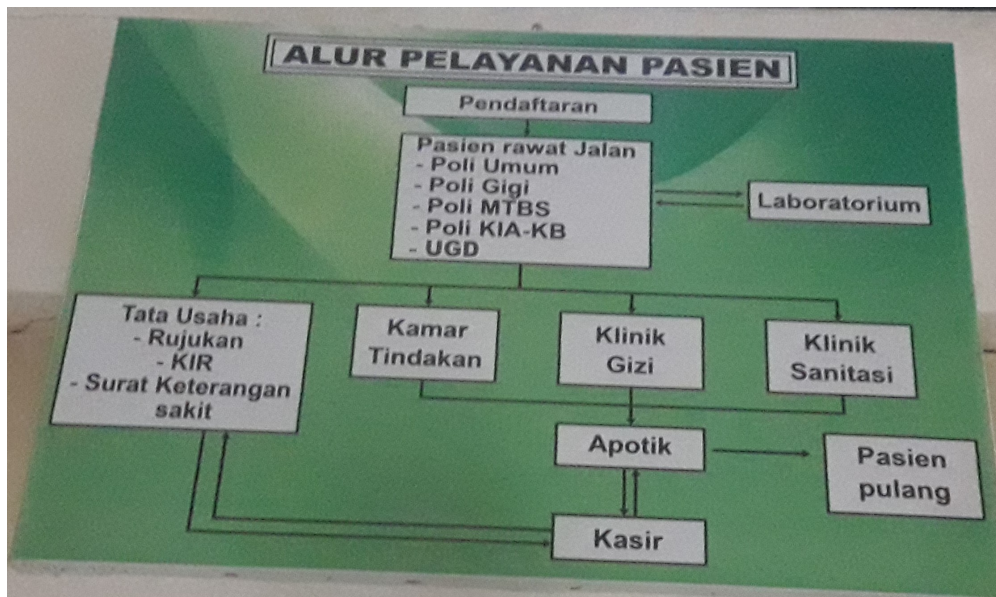 ALUR PELAYANAN PASIEN
Pendaftaran
Pasien rawat Jalan
- Poli Umum
- Poli Gigi
- Poli MTBS
- Poli KIA-KB
- UGD
Laboratorium
Tata Usaha :
- Rujukan
- KIR
- Surat Keterangan
sakit
Kamar
Tindakan
Klinik
Gizi
Klinik
Sanitasi
Apotik
Pasien
pulang
Kasir